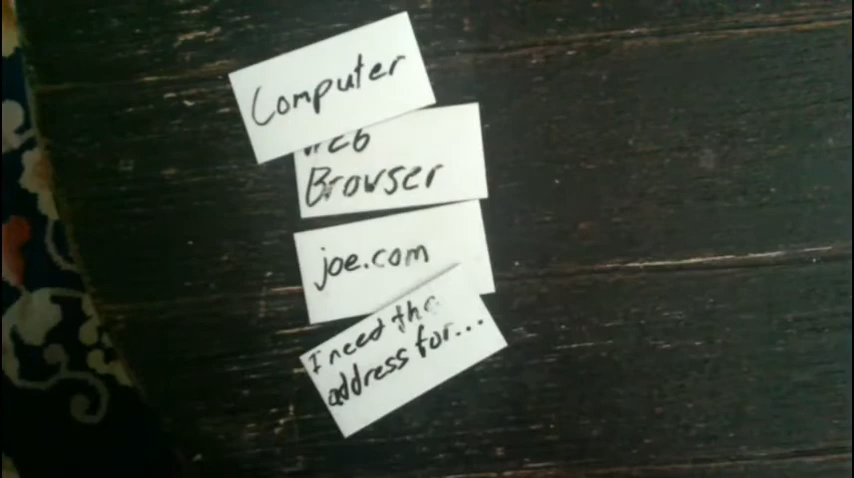 Computer
Web
Browser
joe.com
I need the
address for...